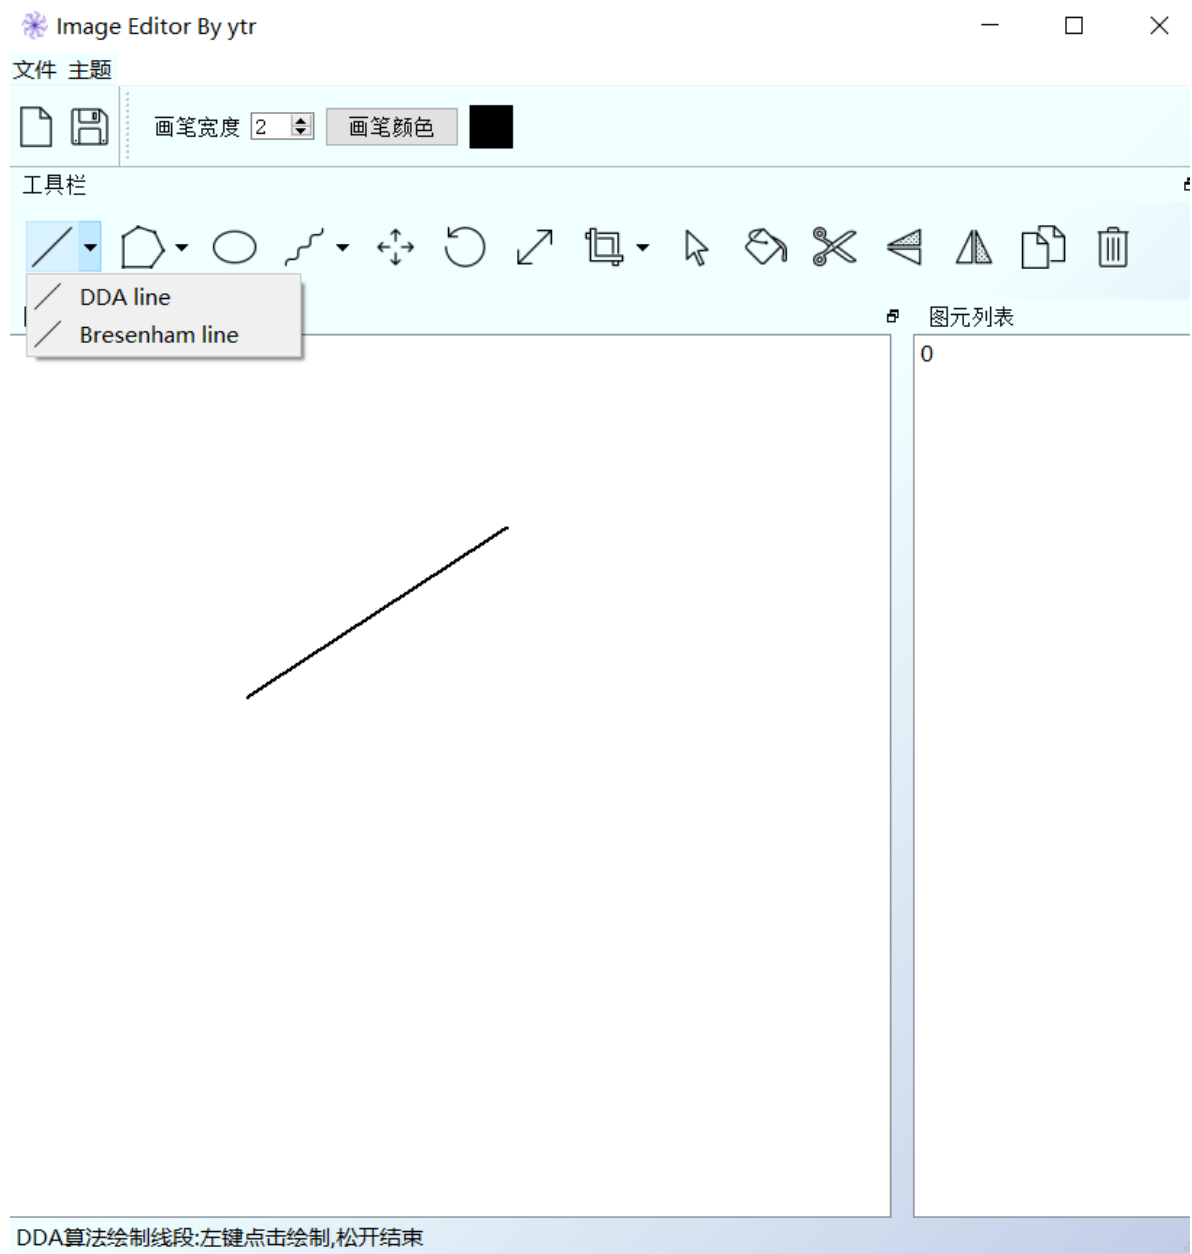 Image Editor By ytr
文件 主题
画笔宽度 2 画笔颜色
工具栏
DDA line
Bresenham line
图元列表
0
DDA算法绘制线段:左键点击绘制,松开结束